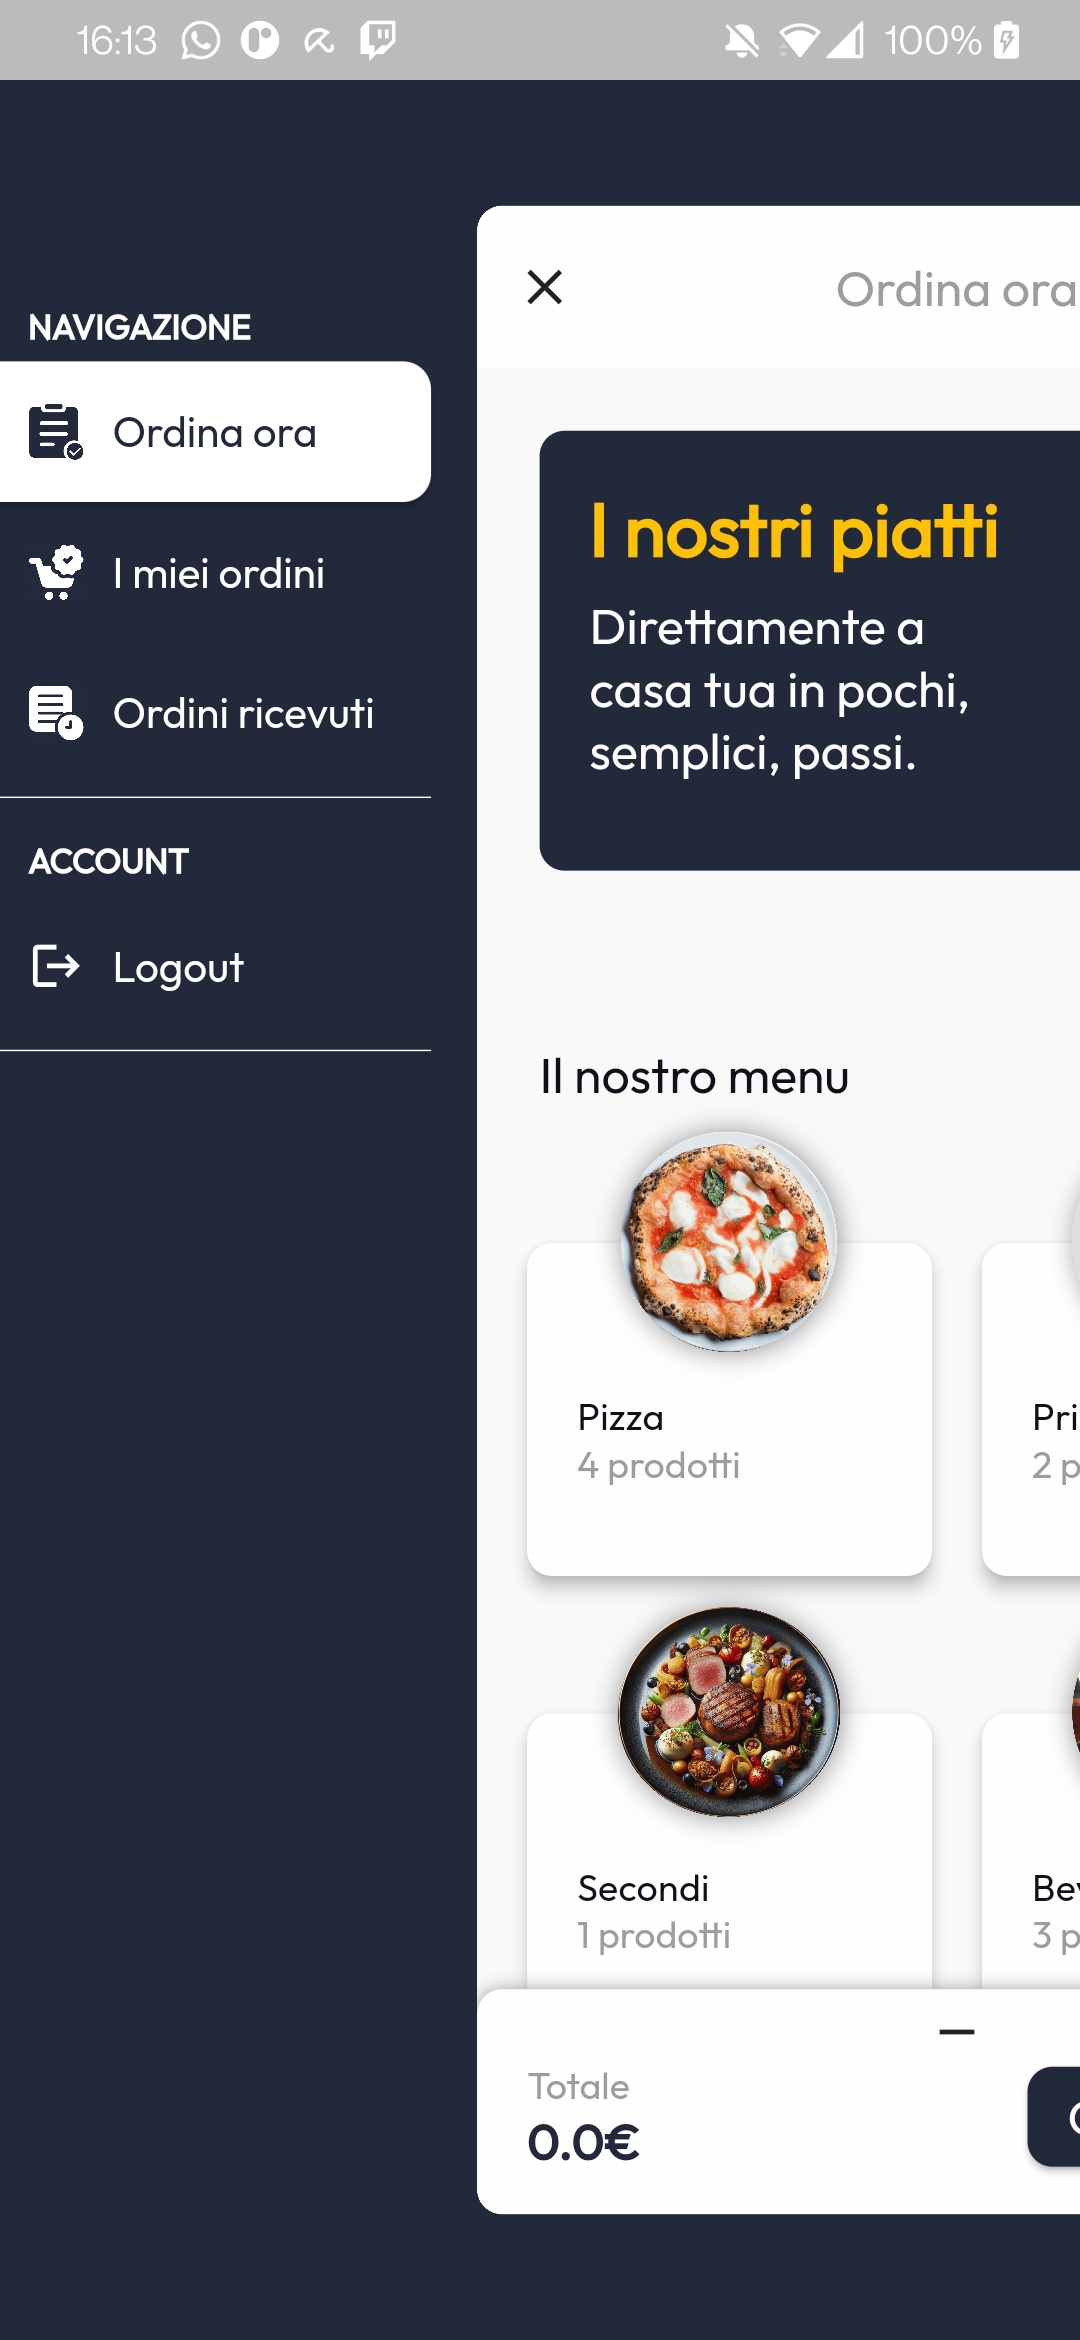 16:13
100%
NAVIGAZIONE
Ordina ora
I miei ordini
Ordini ricevuti
ACCOUNT
Logout
Ordina ora
I nostri piatti
Direttamente a
casa tua in pochi,
semplici, passi.
Il nostro menu
Pizza
4 prodotti
Pri
2 p
Secondi
1 prodotti
Be
3 p
Totale
0.0€